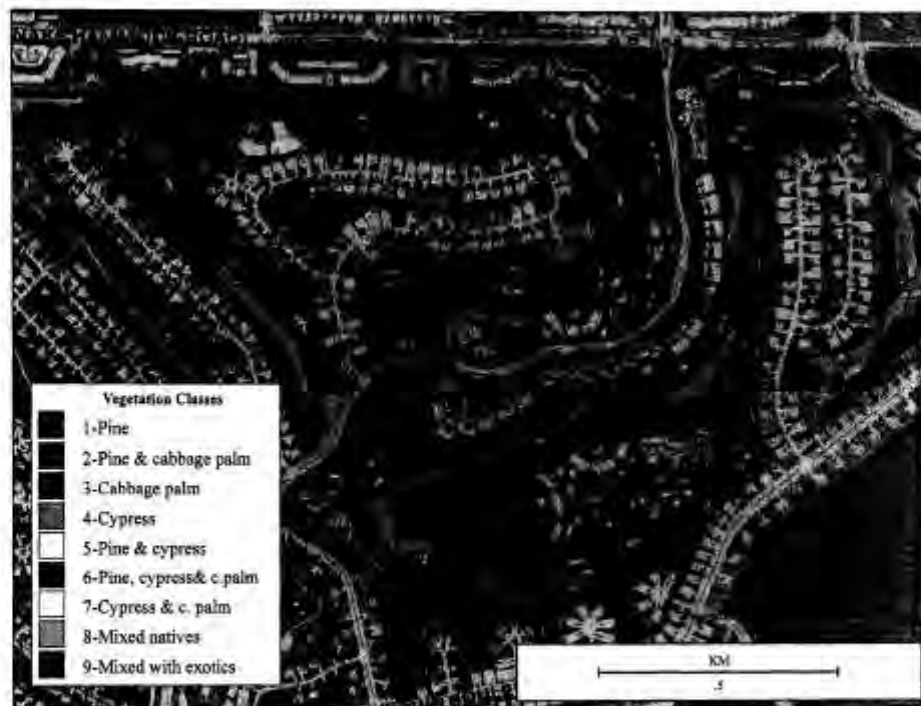 Vegetation Classes
1-Pine
2-Pine & cabbage palm
3-Cabbage palm
4-Cypress
5-Pine & cypress
6-Pine, cypress& c.palm
7-Cypress & c. palm
8-Mixed natives
9-Mixed with exotics
KM
.5